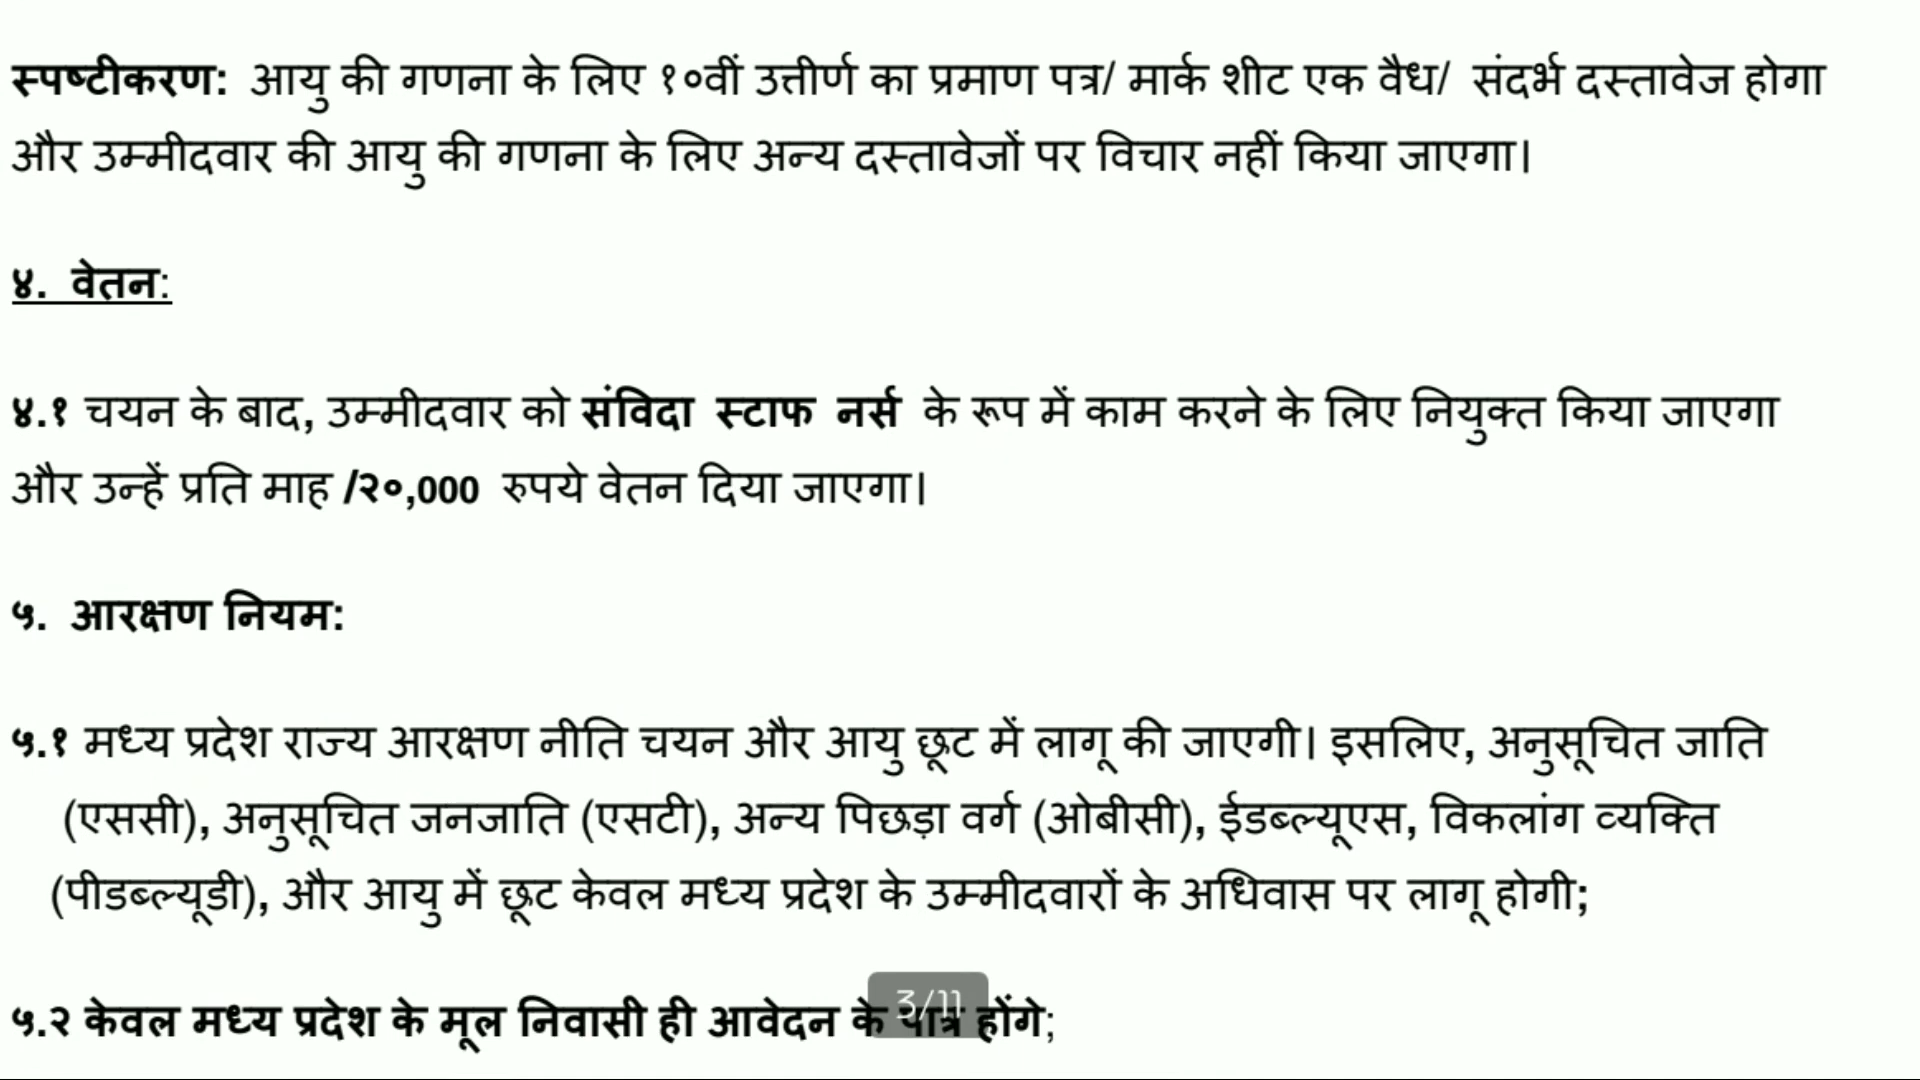 स्पष्टीकरण: आयु की गणना के लिए १०वीं उत्तीर्ण का प्रमाण पत्र/ मार्क शीट एक वैध/ संदर्भ दस्तावेज होगा
और उम्मीदवार की आयु की गणना के लिए अन्य दस्तावेजों पर विचार नहीं किया जाएगा।
४. वेतन:
४.१ चयन के बाद, उम्मीदवार को संविदा स्टाफ नर्स के रूप में काम करने के लिए नियुक्त किया जाएगा
और उन्हें प्रति माह /२०,000 रुपये वेतन दिया जाएगा।
५. आरक्षण नियम:
५.१ मध्य प्रदेश राज्य आरक्षण नीति चयन और आयु छूट में लागू की जाएगी। इसलिए, अनुसूचित जाति
(एससी), अनुसूचित जनजाति (एसटी), अन्य पिछड़ा वर्ग (ओबीसी), ईडब्ल्यूएस, विकलांग व्यक्ति
(पीडब्ल्यूडी), और आयु में छूट केवल मध्य प्रदेश के उम्मीदवारों के अधिवास पर लागू होगी;
५.२ केवल मध्य प्रदेश के मूल निवासी ही आवेदन के पात्र होंगे;
3/11